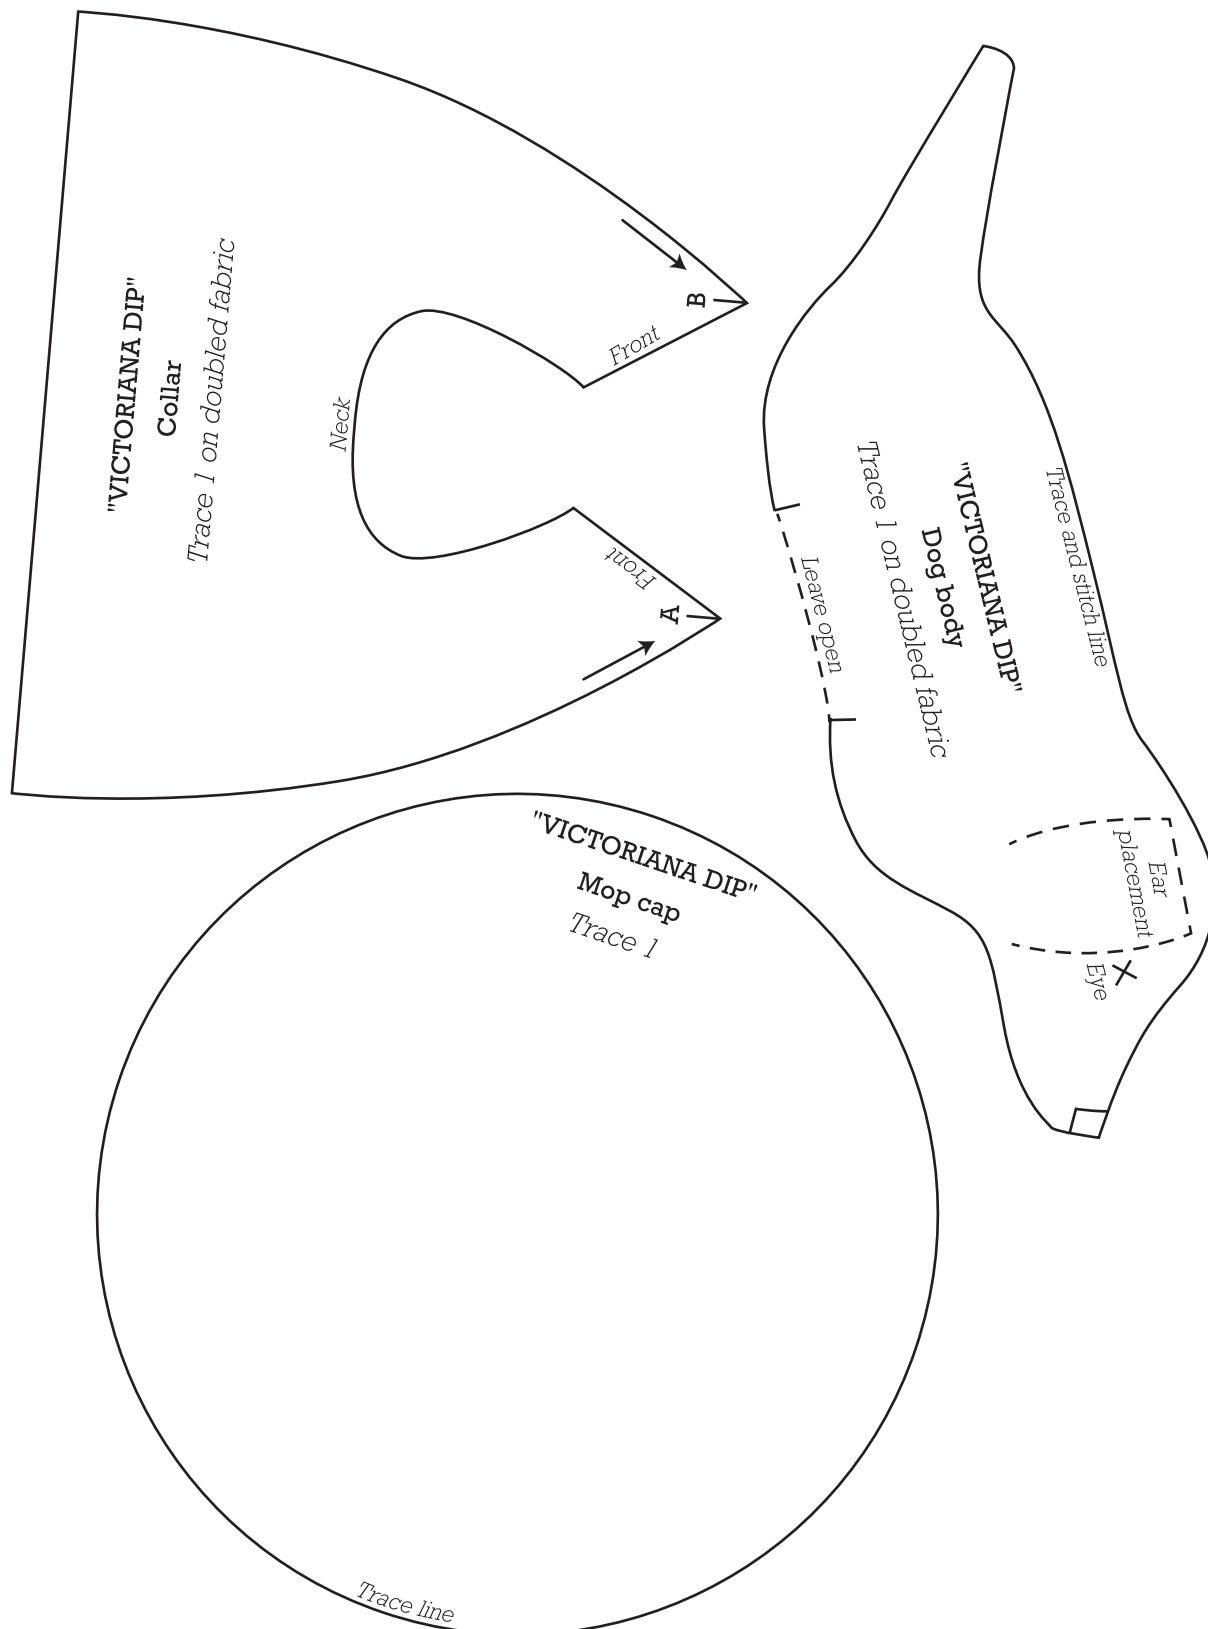 "VICTORIANA DIP"
Collar
Trace 1 on doubled fabric
Neck
Front
B
Front
A
"VICTORIANA DIP"
Dog body
Trace 1 on doubled fabric
Trace and stitch line
Leave open
Ear
placement
Eye
"VICTORIANA DIP"
Mop cap
Trace 1
Trace line